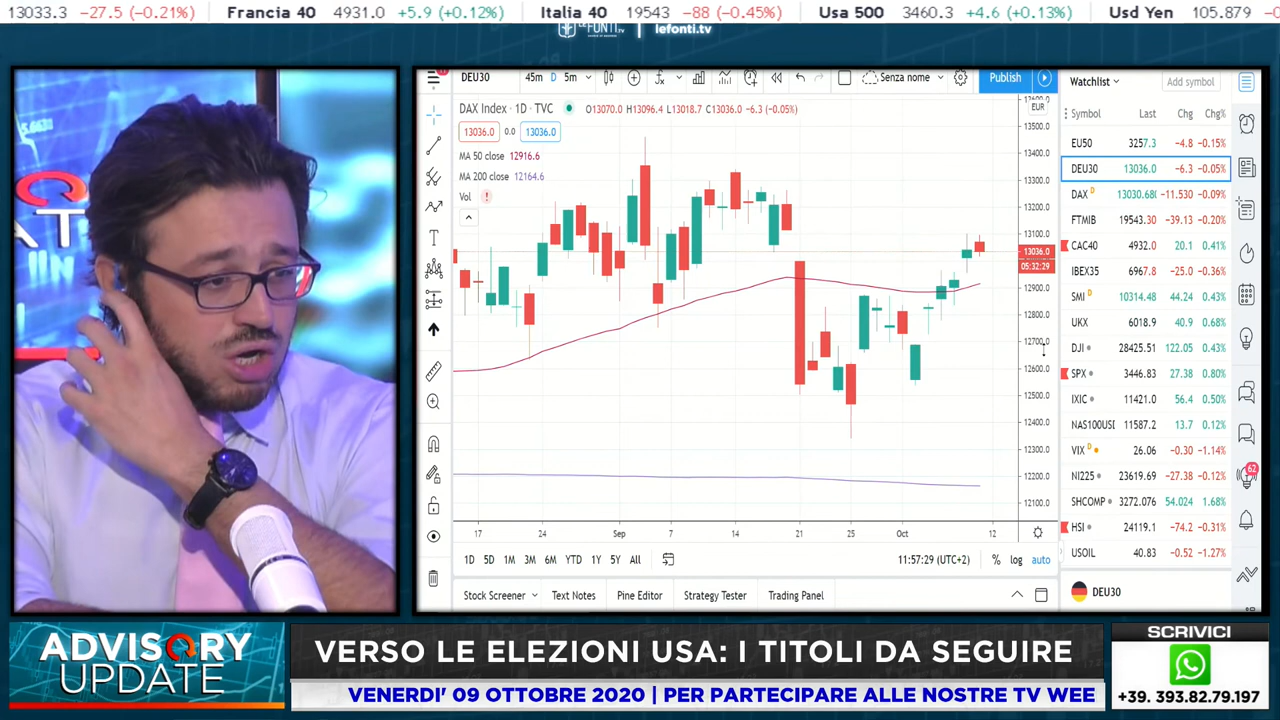 13033.3 −27.5 (−0.21%) Francia 40 4931.0 +5.9 (+0.12%) Italia 40 19543 −88 (−0.45%) Usa 500 3460.3 +4.6 (+0.13%) Usd Yen 105.879
LEFONTI.TV lefonti.tv
DEU30 45m D 5m Senza nome Publish
DAX Index · 1D · TVC O13070.0 H13096.4 L13018.7 C13036.0 −6.3 (−0.05%)
13036.0 0.0 13036.0
MA 50 close 12916.6
MA 200 close 12164.6
Vol
EUR
13500.0
13400.0
13300.0
13200.0
13100.0
13036.0
05:32:29
12900.0
12800.0
12700.0
12600.0
12500.0
12400.0
12300.0
12200.0
12100.0
17 24 Sep 7 14 21 25 Oct 12
1D 5D 1M 3M 6M YTD 1Y 5Y All 11:57:29 (UTC+2) % log auto
Stock Screener Text Notes Pine Editor Strategy Tester Trading Panel
Watchlist Add symbol
Symbol Last Chg Chg%
EU50 3257.3 −4.8 −0.15%
DEU30 13036.0 −6.3 −0.05%
DAX D 13030.680 −11.530 −0.09%
FTMIB 19543.30 −39.13 −0.20%
CAC40 4932.0 20.1 0.41%
IBEX35 6967.8 −25.0 −0.36%
SMI D 10314.48 44.24 0.43%
UKX 6018.9 40.9 0.68%
DJI 28425.51 122.05 0.43%
SPX 3446.83 27.38 0.80%
IXIC 11421.0 56.4 0.50%
NAS100USD 11587.2 13.7 0.12%
VIX D 26.06 −0.30 −1.14%
NI225 23619.69 −27.38 −0.12%
SHCOMP 3272.076 54.024 1.68%
HSI 24119.1 −74.2 −0.31%
USOIL 40.83 −0.52 −1.27%
DEU30
62
ADVISORY
UPDATE
VERSO LE ELEZIONI USA: I TITOLI DA SEGUIRE
VENERDI' 09 OTTOBRE 2020 | PER PARTECIPARE ALLE NOSTRE TV WEE
SCRIVICI
+39. 393.82.79.197